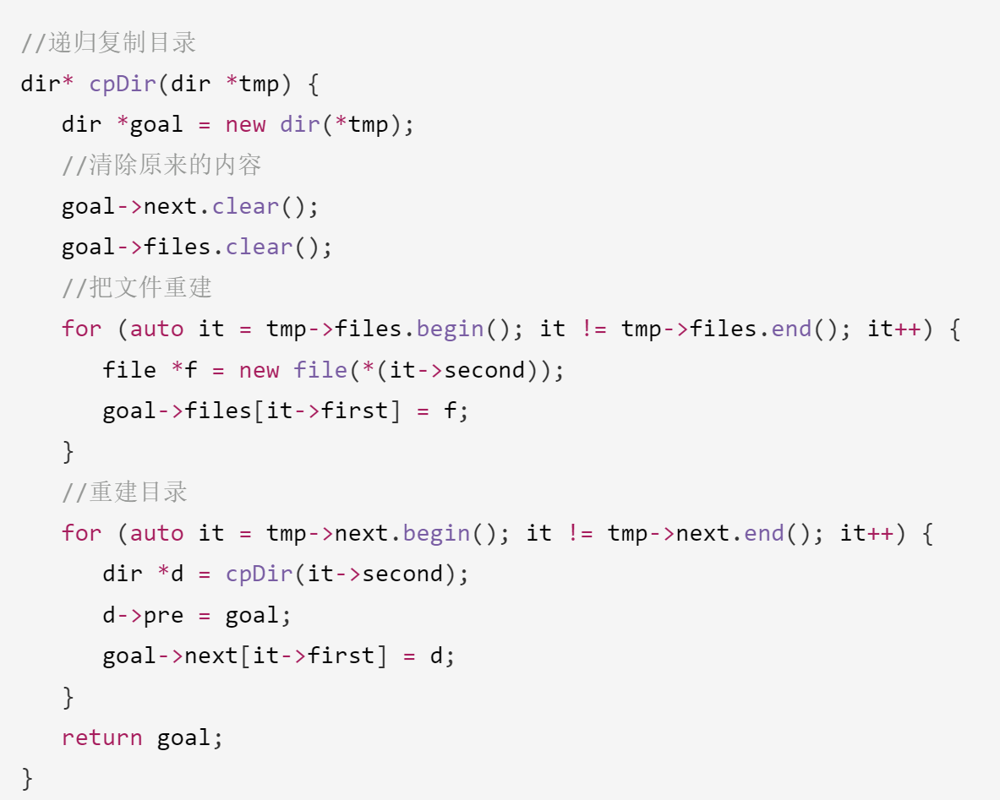 //递归复制目录
dir* cpDir(dir *tmp) {
   dir *goal = new dir(*tmp);
   //清除原来的内容
   goal->next.clear();
   goal->files.clear();
   //把文件重建
   for (auto it = tmp->files.begin(); it != tmp->files.end(); it++) {
      file *f = new file(*(it->second));
      goal->files[it->first] = f;
   }
   //重建目录
   for (auto it = tmp->next.begin(); it != tmp->next.end(); it++) {
      dir *d = cpDir(it->second);
      d->pre = goal;
      goal->next[it->first] = d;
   }
   return goal;
}